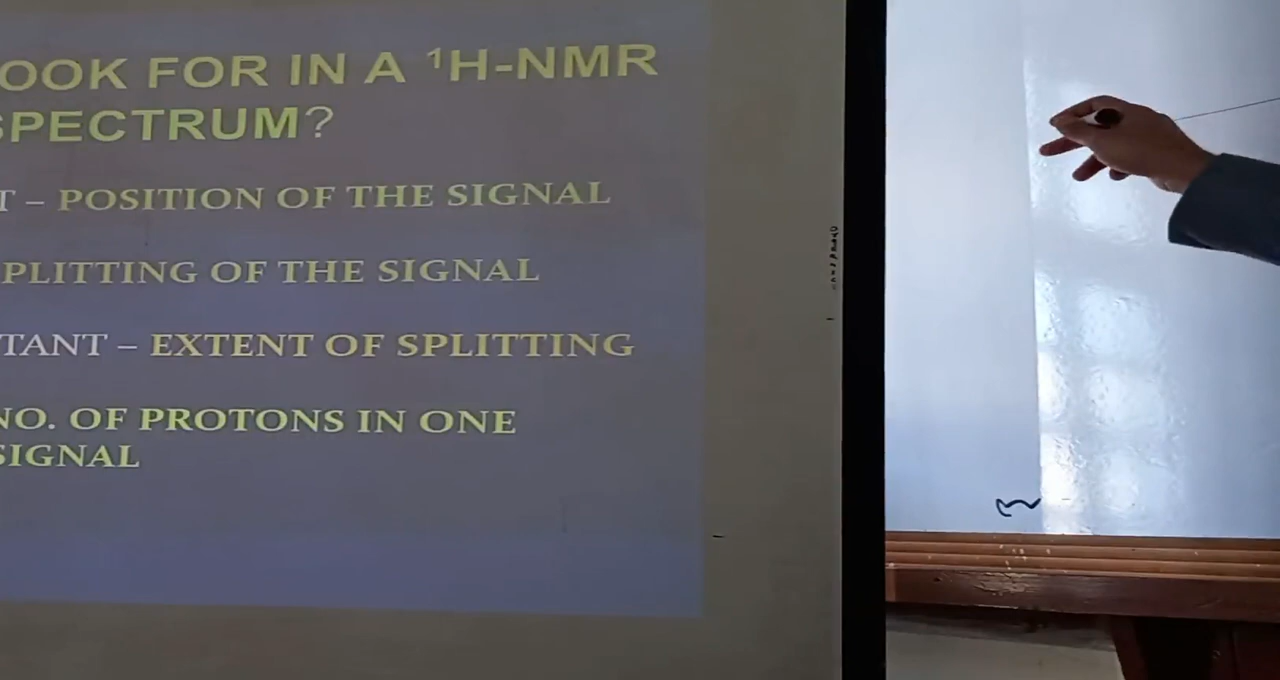 OOK FOR IN A ¹H-NMR
SPECTRUM?
T – POSITION OF THE SIGNAL
PLITTING OF THE SIGNAL
TANT – EXTENT OF SPLITTING
NO. OF PROTONS IN ONE
SIGNAL